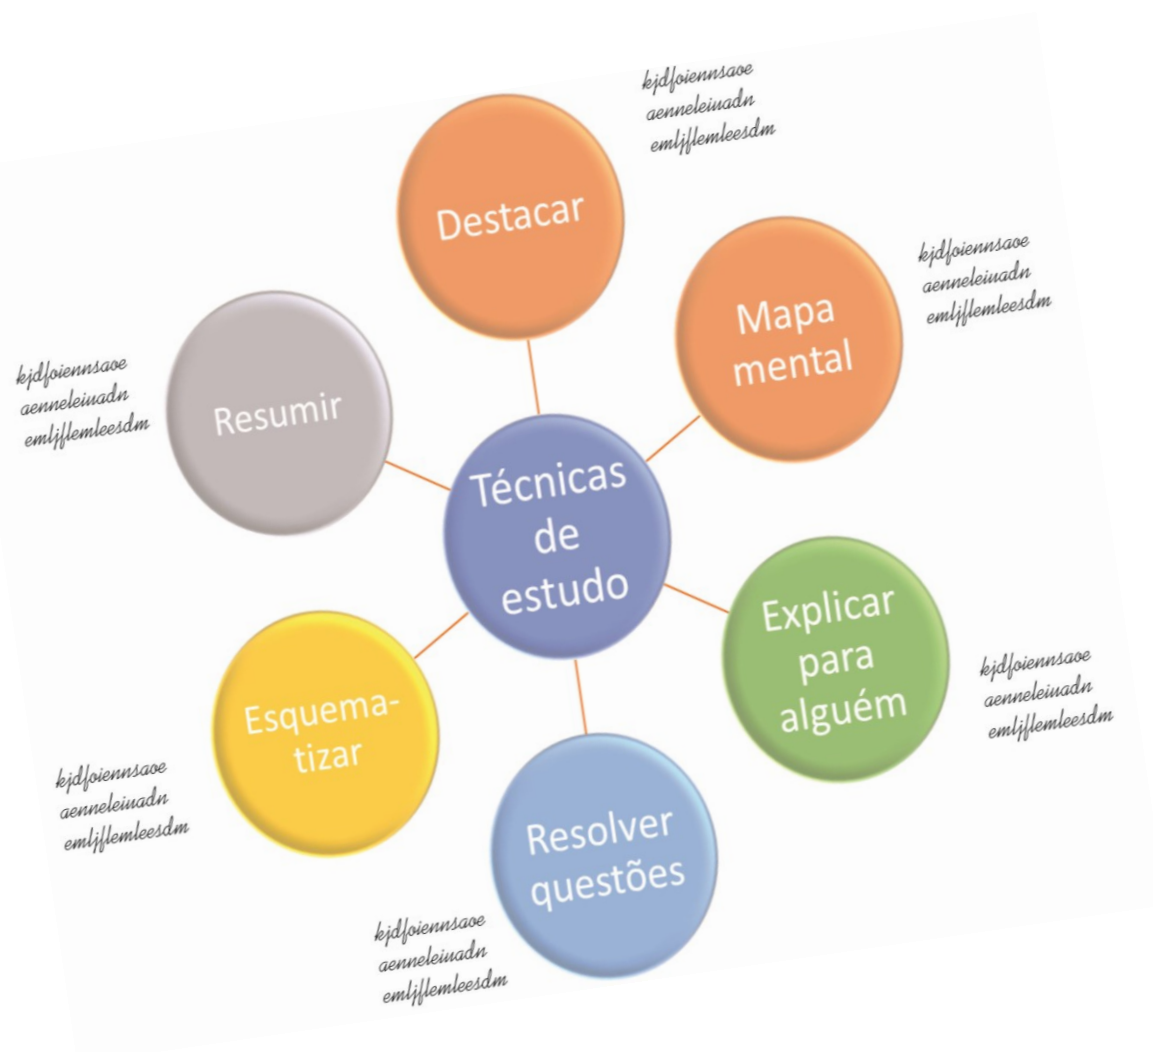 kjdfoiennsaoe
aenneleiuadn
emljflemleesdm
Destacar
kjdfoiennsaoe
aenneleiuadn
emljflemleesdm
Mapa
mental
kjdfoiennsaoe
aenneleiuadn
emljflemleesdm
Resumir
Técnicas
de
estudo
Explicar
para
alguém
kjdfoiennsaoe
aenneleiuadn
emljflemleesdm
Esquema-
tizar
kjdfoiennsaoe
aenneleiuadn
emljflemleesdm
Resolver
questões
kjdfoiennsaoe
aenneleiuadn
emljflemleesdm